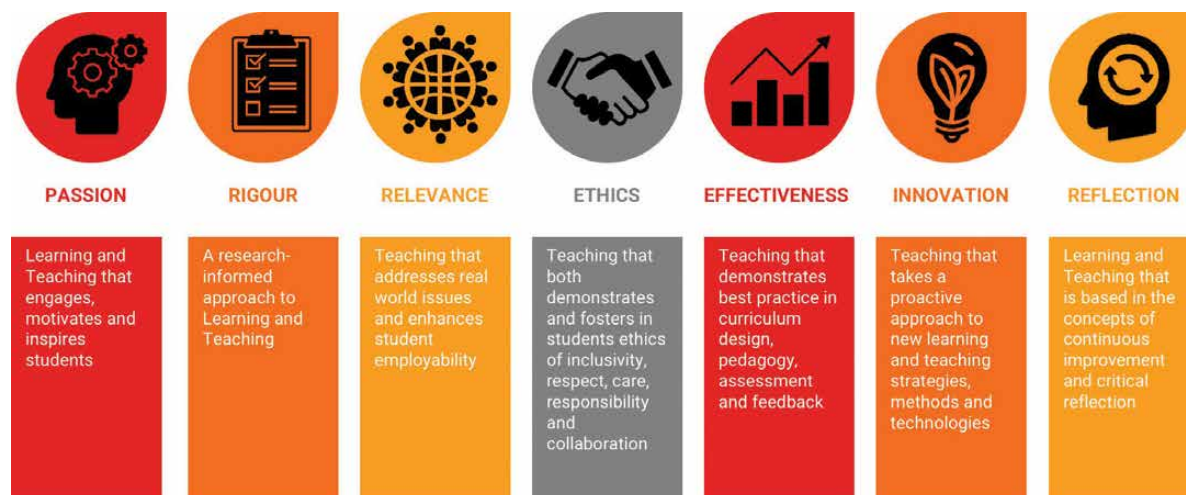 PASSION
RIGOUR
RELEVANCE
ETHICS
EFFECTIVENESS
INNOVATION
REFLECTION
Learning and
Teaching that
engages,
motivates and
inspires
students
A research-
informed
approach to
Learning and
Teaching
Teaching that
addresses real
world issues
and enhances
student
employability
Teaching that
both
demonstrates
and fosters in
students ethics
of inclusivity,
respect, care,
responsibility
and
collaboration
Teaching that
demonstrates
best practice in
curriculum
design,
pedagogy,
assessment
and feedback
Teaching that
takes a
proactive
approach to
new learning
and teaching
strategies,
methods and
technologies
Learning and
Teaching that
is based in the
concepts of
continuous
improvement
and critical
reflection